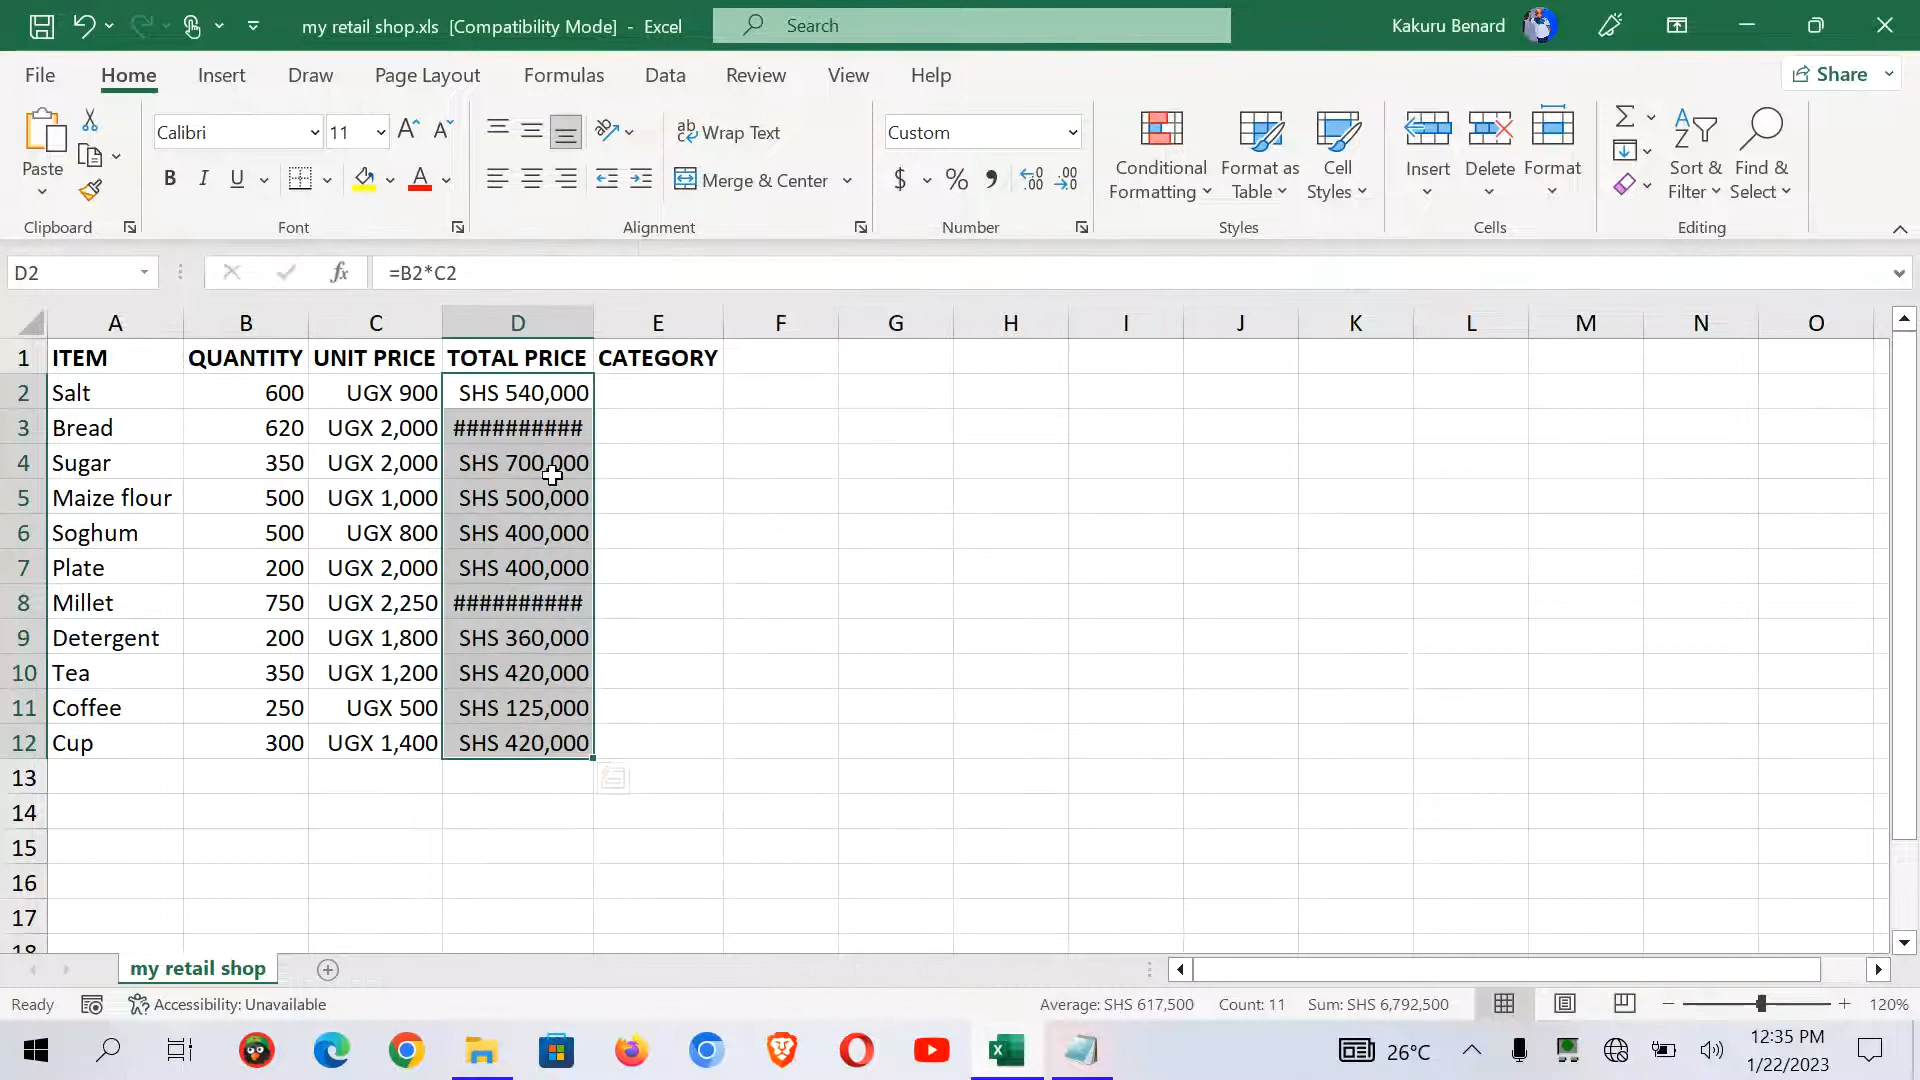 my retail shop.xls [Compatibility Mode] - Excel
Search
Kakuru Benard
File Home Insert Draw Page Layout Formulas Data Review View Help
Share
Paste
Clipboard
Calibri
11
B I U
Font
Wrap Text
Merge & Center
Alignment
Custom
$ % 9
Number
Conditional Formatting
Format as Table
Cell Styles
Styles
Insert
Delete
Format
Cells
Sort & Filter
Find & Select
Editing
D2
fx
=B2*C2
A B C D E F G H I J K L M N O
1 ITEM QUANTITY UNIT PRICE TOTAL PRICE CATEGORY
2 Salt 600 UGX 900 SHS 540,000
3 Bread 620 UGX 2,000 ##########
4 Sugar 350 UGX 2,000 SHS 700,000
5 Maize flour 500 UGX 1,000 SHS 500,000
6 Soghum 500 UGX 800 SHS 400,000
7 Plate 200 UGX 2,000 SHS 400,000
8 Millet 750 UGX 2,250 ##########
9 Detergent 200 UGX 1,800 SHS 360,000
10 Tea 350 UGX 1,200 SHS 420,000
11 Coffee 250 UGX 500 SHS 125,000
12 Cup 300 UGX 1,400 SHS 420,000
13
14
15
16
17
18
my retail shop
Ready
Accessibility: Unavailable
Average: SHS 617,500 Count: 11 Sum: SHS 6,792,500
120%
26°C
12:35 PM
1/22/2023